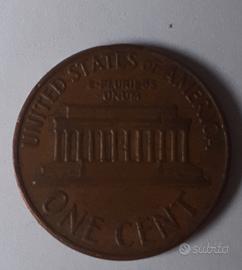 UNITED STATES OF AMERICA
E·PLURIBUS
UNUM
ONE CENT
subito